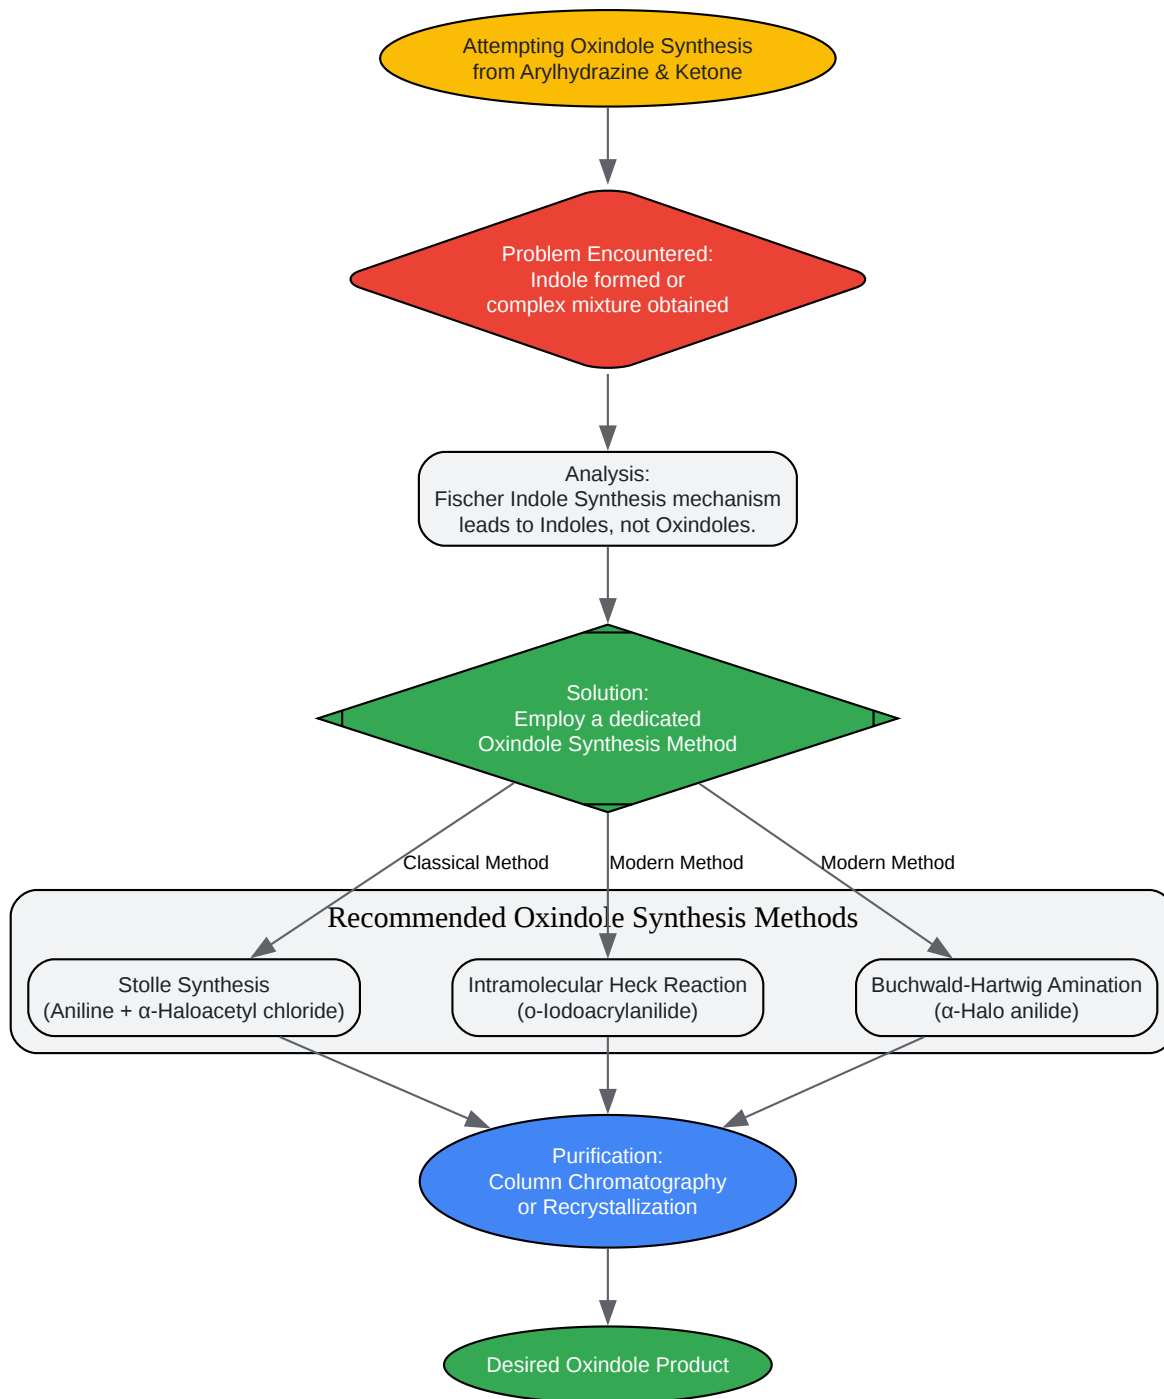 Attempting Oxindole Synthesis
from Arylhydrazine & Ketone
Problem Encountered:
Indole formed or
complex mixture obtained
Analysis:
Fischer Indole Synthesis mechanism
leads to Indoles, not Oxindoles.
Solution:
Employ a dedicated
Oxindole Synthesis Method
Classical Method
Modern Method
Modern Method
Recommended Oxindole Synthesis Methods
Stolle Synthesis
(Aniline + α-Haloacetyl chloride)
Intramolecular Heck Reaction
(o-Iodoacrylanilide)
Buchwald-Hartwig Amination
(α-Halo anilide)
Purification:
Column Chromatography
or Recrystallization
Desired Oxindole Product